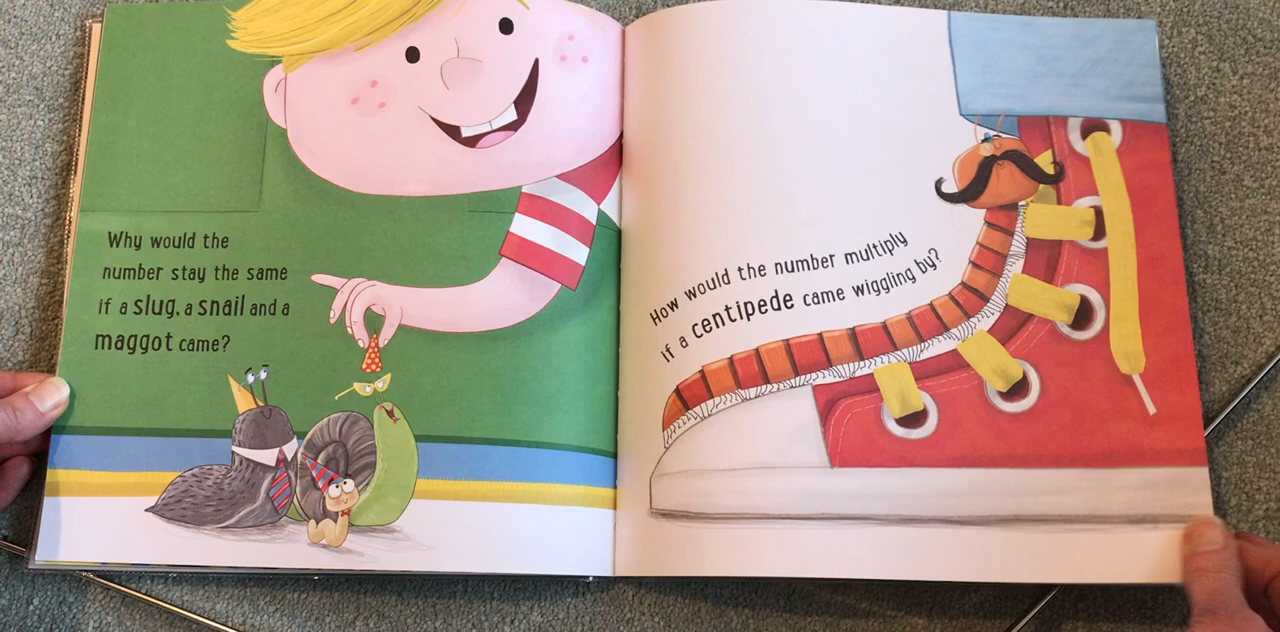 Why would the
number stay the same
if a slug, a snail and a
maggot came?
How would the number multiply
if a centipede came wiggling by?